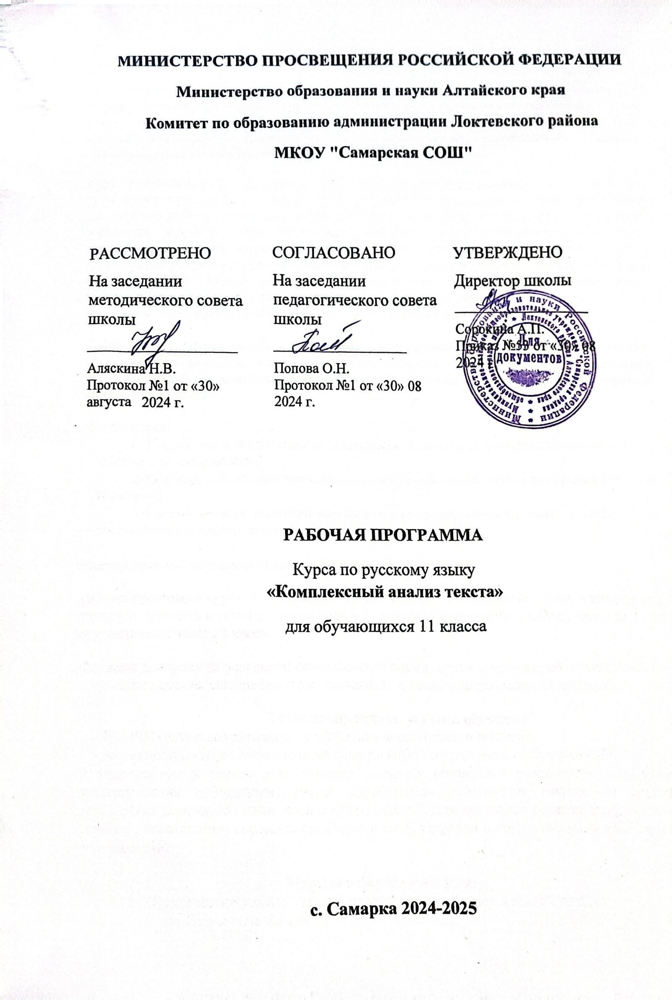 МИНИСТЕРСТВО ПРОСВЕЩЕНИЯ РОССИЙСКОЙ ФЕДЕРАЦИИ
Министерство образования и науки Алтайского края
Комитет по образованию администрации Локтевского района
МКОУ "Самарская СОШ"
РАССМОТРЕНО
На заседании
методического совета
школы
Аляскина Н.В.
Протокол №1 от «30»
августа 2024 г.
СОГЛАСОВАНО
На заседании
педагогического совета
школы
Попова О.Н.
Протокол №1 от «30» 08
2024 г.
УТВЕРЖДЕНО
Директор школы
Сорокина А.П.
Приказ №53 от «30» 08
2024 г.
Для
документов
РАБОЧАЯ ПРОГРАММА
Курса по русскому языку
«Комплексный анализ текста»
для обучающихся 11 класса
с. Самарка 2024-2025